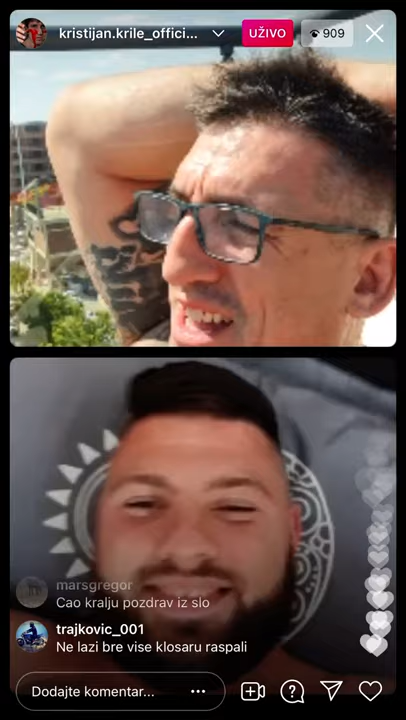 kristijan.krile_offici...
UŽIVO
909
marsgregor
Cao kralju pozdrav iz slo
trajkovic_001
Ne lazi bre vise klosaru raspali
Dodajte komentar...